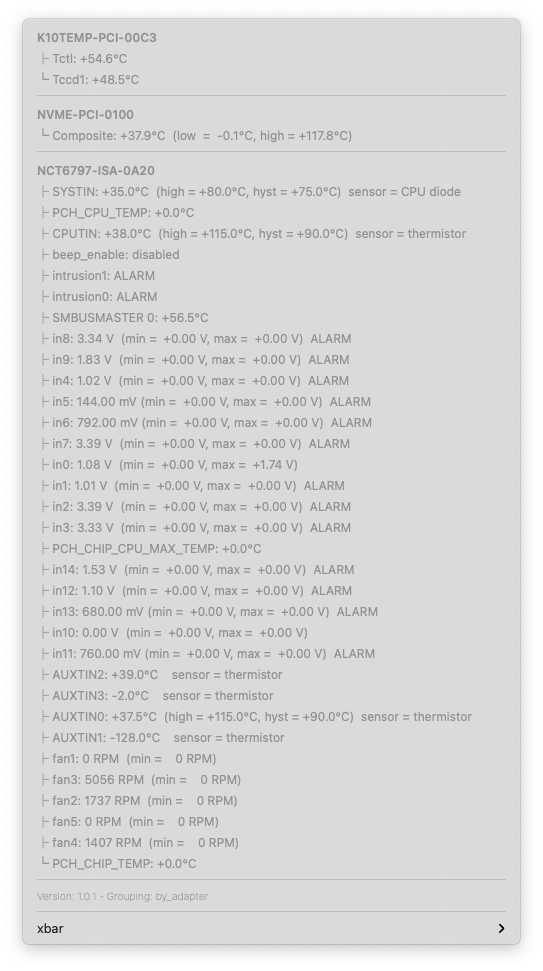 K10TEMP-PCI-00C3
├ Tctl: +54.6°C
└ Tccd1: +48.5°C
NVME-PCI-0100
└ Composite: +37.9°C  (low  =  -0.1°C, high = +117.8°C)
NCT6797-ISA-0A20
├ SYSTIN: +35.0°C  (high = +80.0°C, hyst = +75.0°C)  sensor = CPU diode
├ PCH_CPU_TEMP: +0.0°C
├ CPUTIN: +38.0°C  (high = +115.0°C, hyst = +90.0°C)  sensor = thermistor
├ beep_enable: disabled
├ intrusion1: ALARM
├ intrusion0: ALARM
├ SMBUSMASTER 0: +56.5°C
├ in8: 3.34 V  (min =  +0.00 V, max =  +0.00 V)  ALARM
├ in9: 1.83 V  (min =  +0.00 V, max =  +0.00 V)  ALARM
├ in4: 1.02 V  (min =  +0.00 V, max =  +0.00 V)  ALARM
├ in5: 144.00 mV (min =  +0.00 V, max =  +0.00 V)  ALARM
├ in6: 792.00 mV (min =  +0.00 V, max =  +0.00 V)  ALARM
├ in7: 3.39 V  (min =  +0.00 V, max =  +0.00 V)  ALARM
├ in0: 1.08 V  (min =  +0.00 V, max =  +1.74 V)
├ in1: 1.01 V  (min =  +0.00 V, max =  +0.00 V)  ALARM
├ in2: 3.39 V  (min =  +0.00 V, max =  +0.00 V)  ALARM
├ in3: 3.33 V  (min =  +0.00 V, max =  +0.00 V)  ALARM
├ PCH_CHIP_CPU_MAX_TEMP: +0.0°C
├ in14: 1.53 V  (min =  +0.00 V, max =  +0.00 V)  ALARM
├ in12: 1.10 V  (min =  +0.00 V, max =  +0.00 V)  ALARM
├ in13: 680.00 mV (min =  +0.00 V, max =  +0.00 V)  ALARM
├ in10: 0.00 V  (min =  +0.00 V, max =  +0.00 V)
├ in11: 760.00 mV (min =  +0.00 V, max =  +0.00 V)  ALARM
├ AUXTIN2: +39.0°C    sensor = thermistor
├ AUXTIN3: -2.0°C    sensor = thermistor
├ AUXTIN0: +37.5°C  (high = +115.0°C, hyst = +90.0°C)  sensor = thermistor
├ AUXTIN1: -128.0°C    sensor = thermistor
├ fan1: 0 RPM  (min =    0 RPM)
├ fan3: 5056 RPM  (min =    0 RPM)
├ fan2: 1737 RPM  (min =    0 RPM)
├ fan5: 0 RPM  (min =    0 RPM)
├ fan4: 1407 RPM  (min =    0 RPM)
└ PCH_CHIP_TEMP: +0.0°C
Version: 1.0.1 - Grouping: by_adapter
xbar